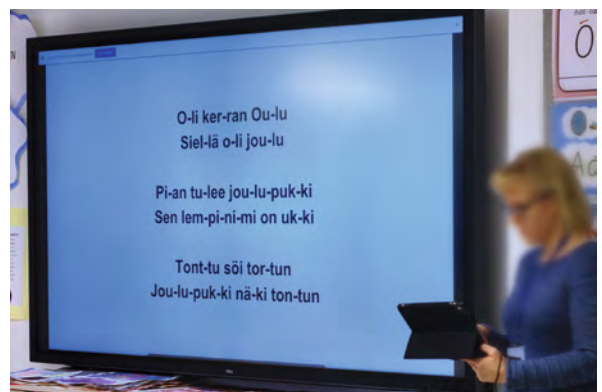 O-li ker-ran Ou-lu
Siel-lä o-li jou-lu
Pi-an tu-lee jou-lu-puk-ki
Sen lem-pi-ni-mi on uk-ki
Tont-tu söi tor-tun
Jou-lu-puk-ki nä-ki ton-tun
Ö